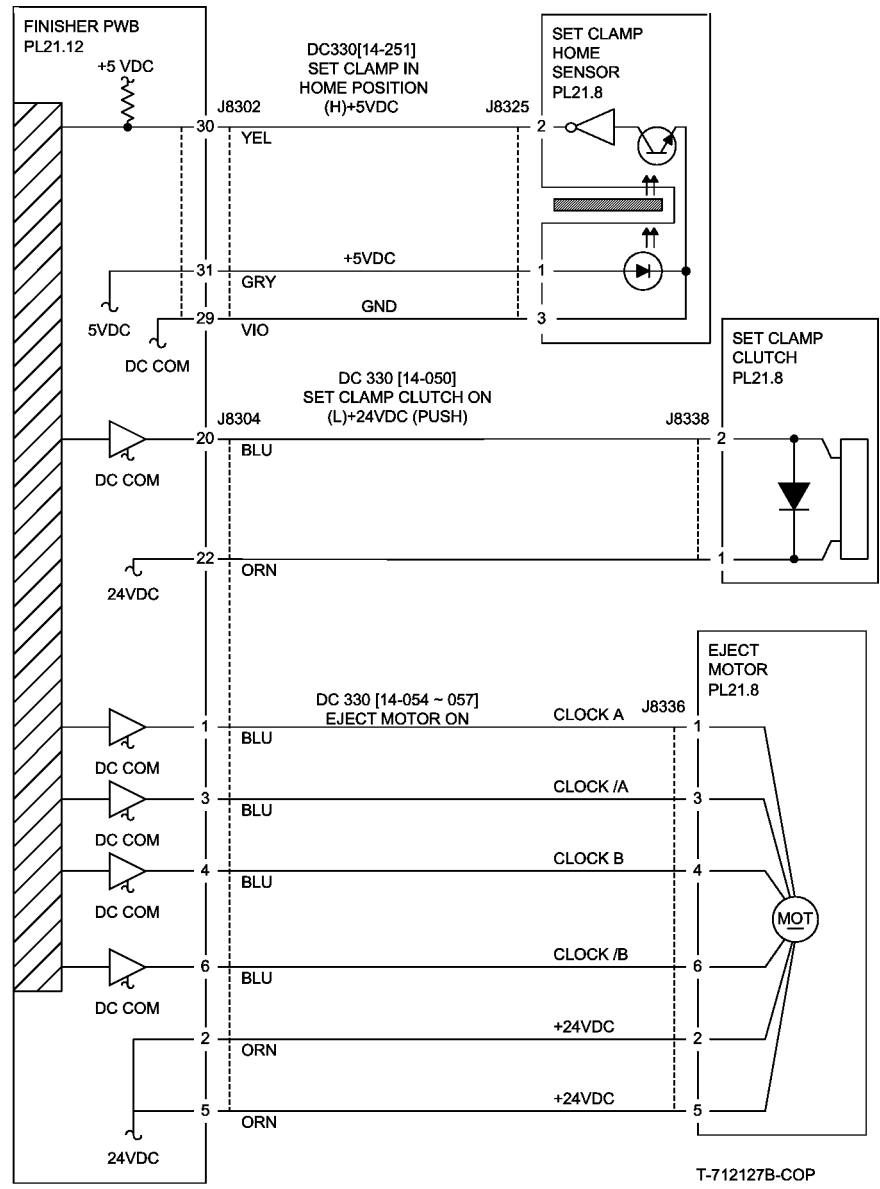 FINISHER PWB
PL21.12
+5 VDC
DC330[14-251]
SET CLAMP IN
HOME POSITION
(H)+5VDC
SET CLAMP
HOME
SENSOR
PL21.8
J8302
J8325
30
YEL
2
31
GRY
+5VDC
1
5VDC
29
VIO
GND
3
DC COM
SET CLAMP
CLUTCH
PL21.8
DC 330 [14-050]
SET CLAMP CLUTCH ON
(L)+24VDC (PUSH)
J8304
J8338
20
BLU
2
DC COM
22
ORN
1
24VDC
EJECT
MOTOR
PL21.8
DC 330 [14-054 ~ 057]
EJECT MOTOR ON
CLOCK A
J8336
1
BLU
1
DC COM
CLOCK /A
3
BLU
3
DC COM
CLOCK B
4
BLU
4
DC COM
MOT
CLOCK /B
6
BLU
6
DC COM
+24VDC
2
ORN
2
+24VDC
5
ORN
5
24VDC
T-712127B-COP